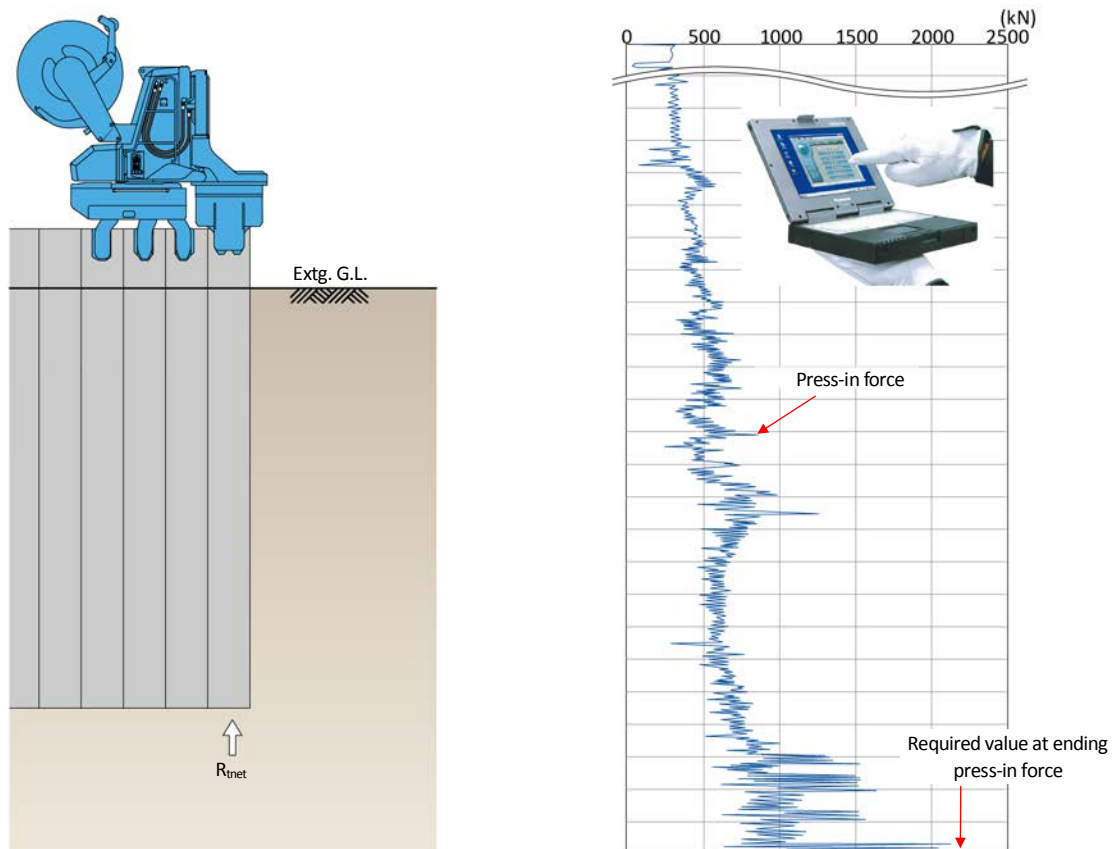 (kN)
0 500 1000 1500 2000 2500
Extg. G.L.
Press-in force
Required value at ending
press-in force
Rtnet